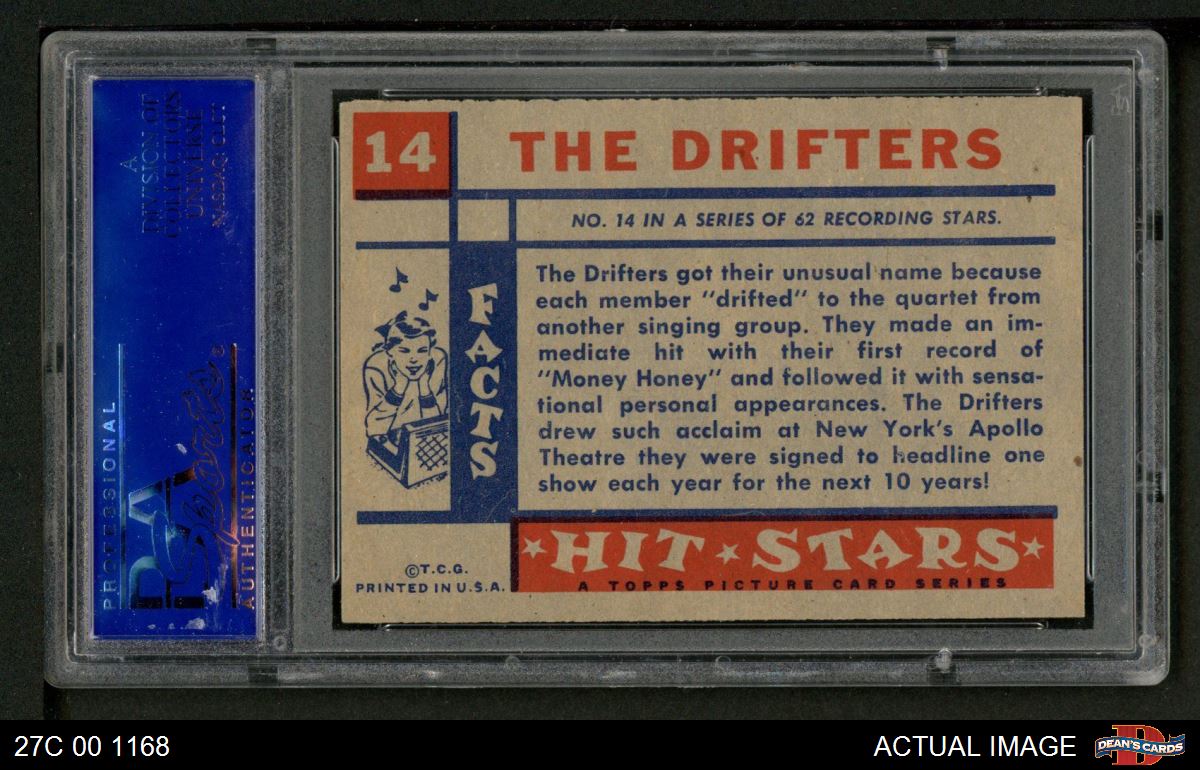 A
DIVISION OF
COLLECTORS
UNIVERSE
NASDAQ: CLCT
PROFESSIONAL
PSA
Sports®
AUTHENTICATOR
14
THE DRIFTERS
NO. 14 IN A SERIES OF 62 RECORDING STARS.
FACTS
The Drifters got their unusual name because
each member "drifted" to the quartet from
another singing group. They made an im-
mediate hit with their first record of
"Money Honey" and followed it with sensa-
tional personal appearances. The Drifters
drew such acclaim at New York's Apollo
Theatre they were signed to headline one
show each year for the next 10 years!
©T.C.G.
PRINTED IN U.S.A.
HIT STARS
A TOPPS PICTURE CARD SERIES
27C 00 1168
ACTUAL IMAGE
D
DEAN'S CARDS